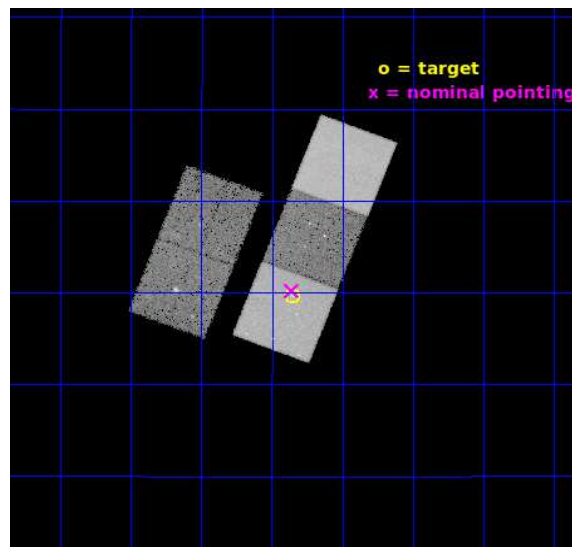 o = target
x = nominal pointing